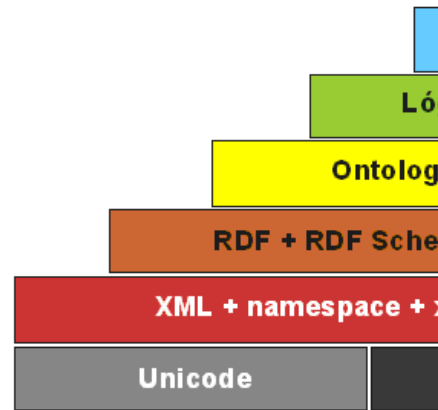 Ló
Ontolog
RDF + RDF Sche
XML + namespace + x
Unicode